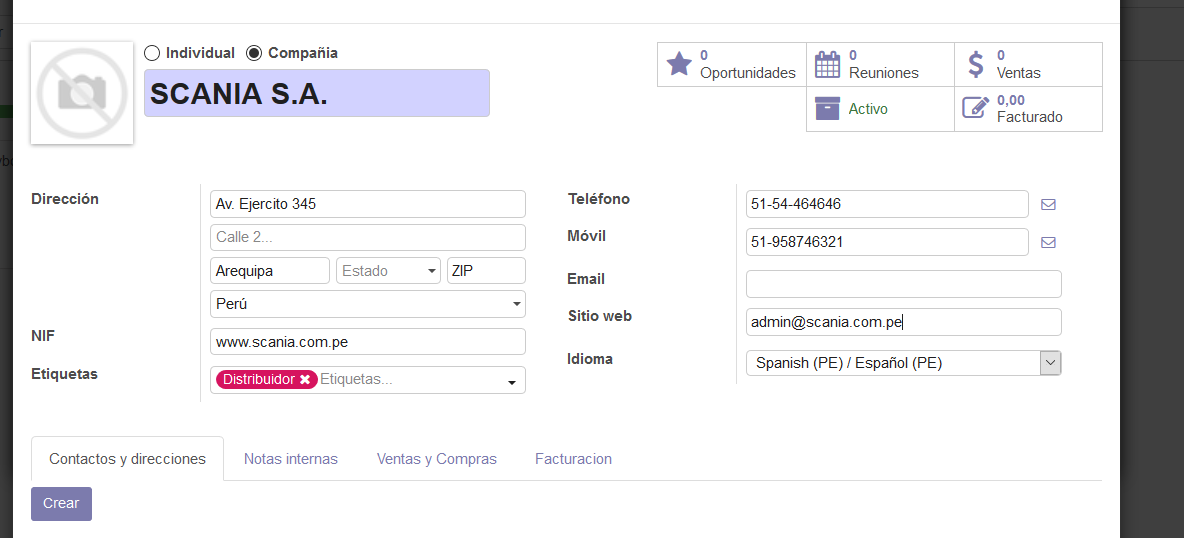 Individual Compañia
SCANIA S.A.
0
Oportunidades
0
Reuniones
0
Ventas
Activo
0,00
Facturado
Dirección
Av. Ejercito 345
Calle 2...
Arequipa Estado ZIP
Perú
NIF www.scania.com.pe
Etiquetas Distribuidor Etiquetas...
Teléfono 51-54-464646
Móvil 51-958746321
Email
Sitio web admin@scania.com.pe
Idioma Spanish (PE) / Español (PE)
Contactos y direcciones Notas internas Ventas y Compras Facturacion
Crear